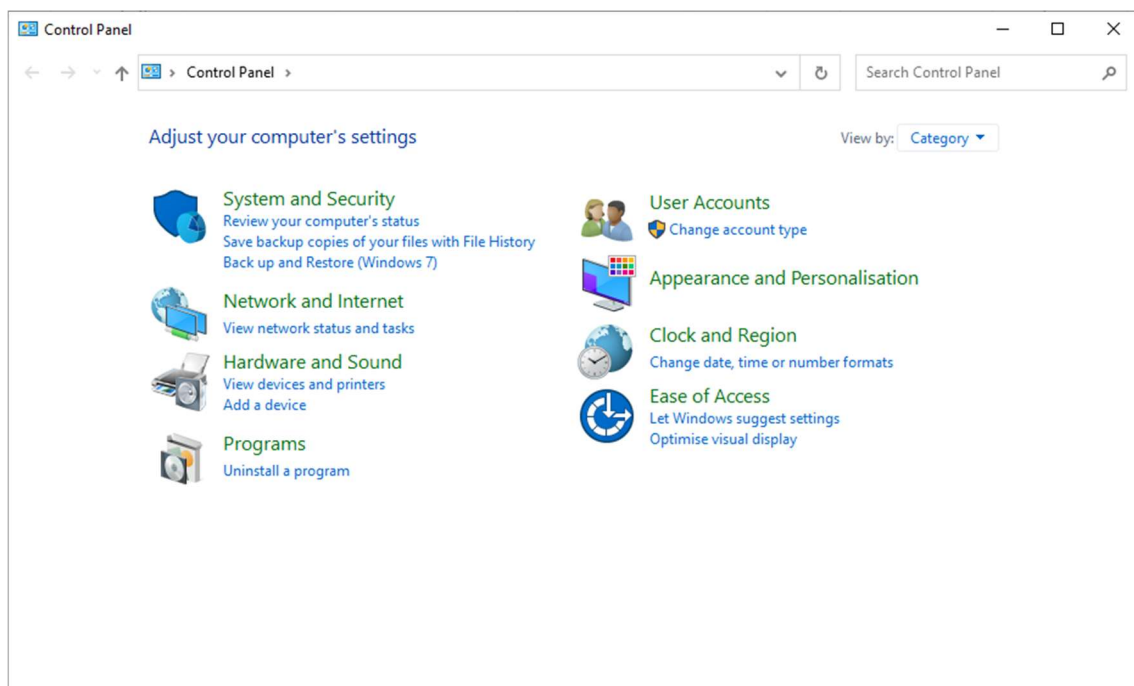 Control Panel
Control Panel
Search Control Panel
Adjust your computer's settings
View by: Category
System and Security
Review your computer's status
Save backup copies of your files with File History
Back up and Restore (Windows 7)
Network and Internet
View network status and tasks
Hardware and Sound
View devices and printers
Add a device
Programs
Uninstall a program
User Accounts
Change account type
Appearance and Personalisation
Clock and Region
Change date, time or number formats
Ease of Access
Let Windows suggest settings
Optimise visual display